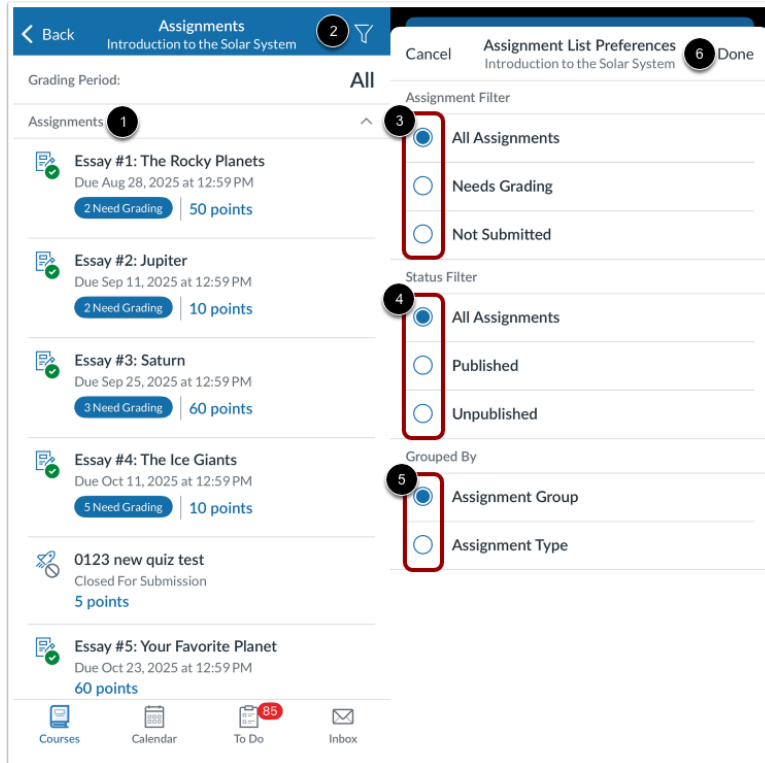 Back
Assignments
Introduction to the Solar System
2
Grading Period:
All
Assignments
1
Essay #1: The Rocky Planets
Due Aug 28, 2025 at 12:59 PM
2 Need Grading
50 points
Essay #2: Jupiter
Due Sep 11, 2025 at 12:59 PM
2 Need Grading
10 points
Essay #3: Saturn
Due Sep 25, 2025 at 12:59 PM
3 Need Grading
60 points
Essay #4: The Ice Giants
Due Oct 11, 2025 at 12:59 PM
5 Need Grading
10 points
0123 new quiz test
Closed For Submission
5 points
Essay #5: Your Favorite Planet
Due Oct 23, 2025 at 12:59 PM
60 points
Courses
Calendar
85
To Do
Inbox
Cancel
Assignment List Preferences
Introduction to the Solar System
6
Done
Assignment Filter
3
All Assignments
Needs Grading
Not Submitted
Status Filter
4
All Assignments
Published
Unpublished
Grouped By
5
Assignment Group
Assignment Type